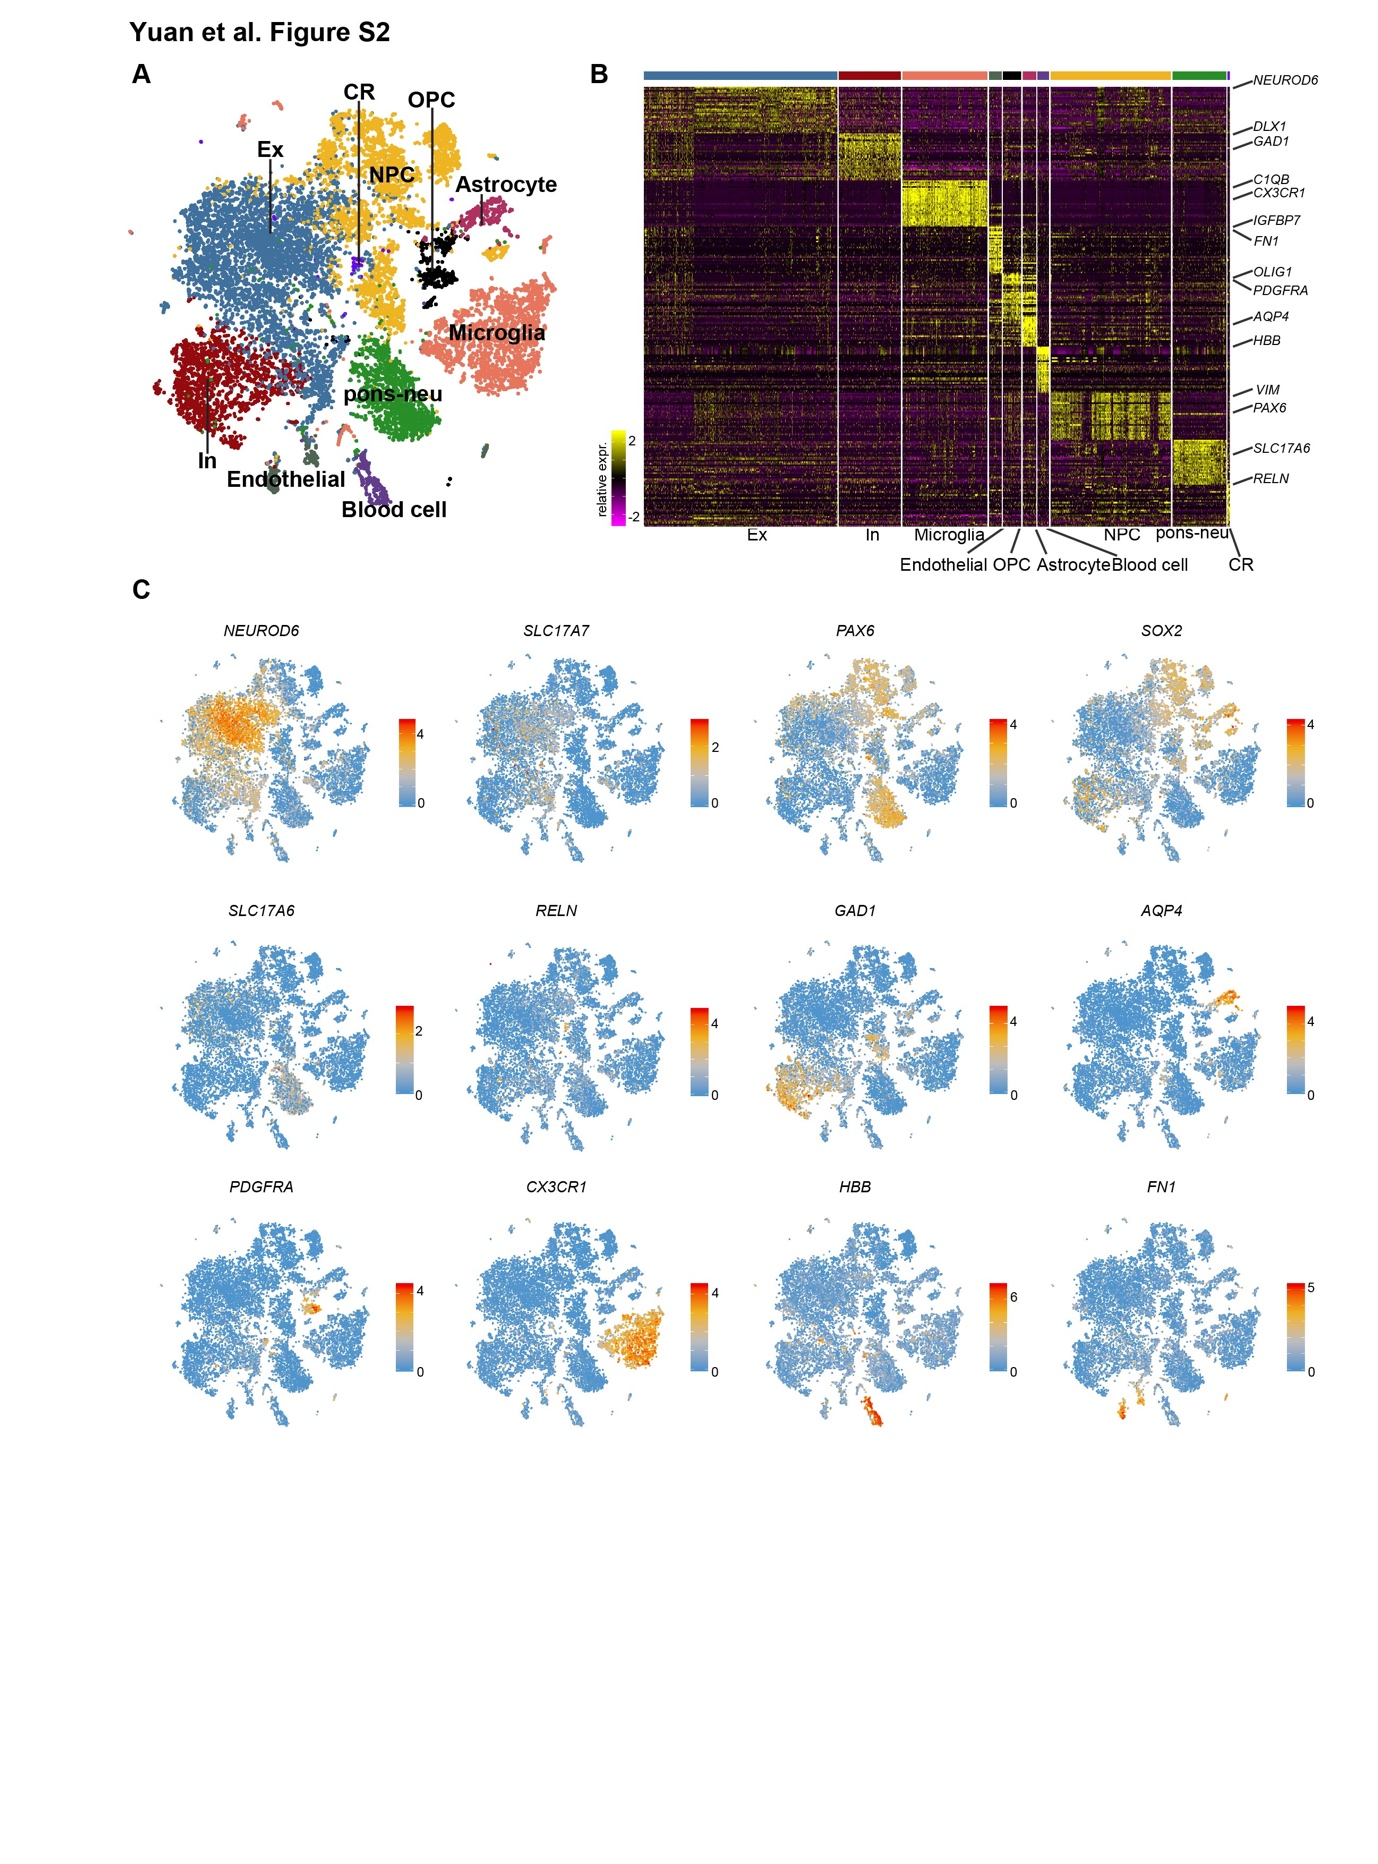 Yuan et al. Figure S2
A
CR
OPC
Ex
NPC
Astrocyte
Microglia
pons-neu
In
Endothelial
Blood cell
B
NEUROD6
DLX1
GAD1
C1QB
CX3CR1
IGFBP7
FN1
OLIG1
PDGFRA
AQP4
HBB
VIM
PAX6
SLC17A6
RELN
relative expr.
2
-2
Ex In Microglia NPC pons-neu
Endothelial OPC Astrocyte Blood cell CR
C
NEUROD6 SLC17A7 PAX6 SOX2
4 2 4 4
0 0 0 0
SLC17A6 RELN GAD1 AQP4
2 4 4 4
0 0 0 0
PDGFRA CX3CR1 HBB FN1
4 4 6 5
0 0 0 0